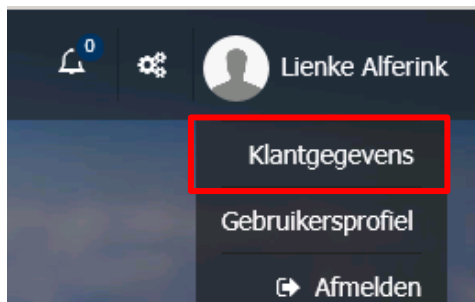 0
Lienke Alferink
Klantgegevens
Gebruikersprofiel
Afmelden